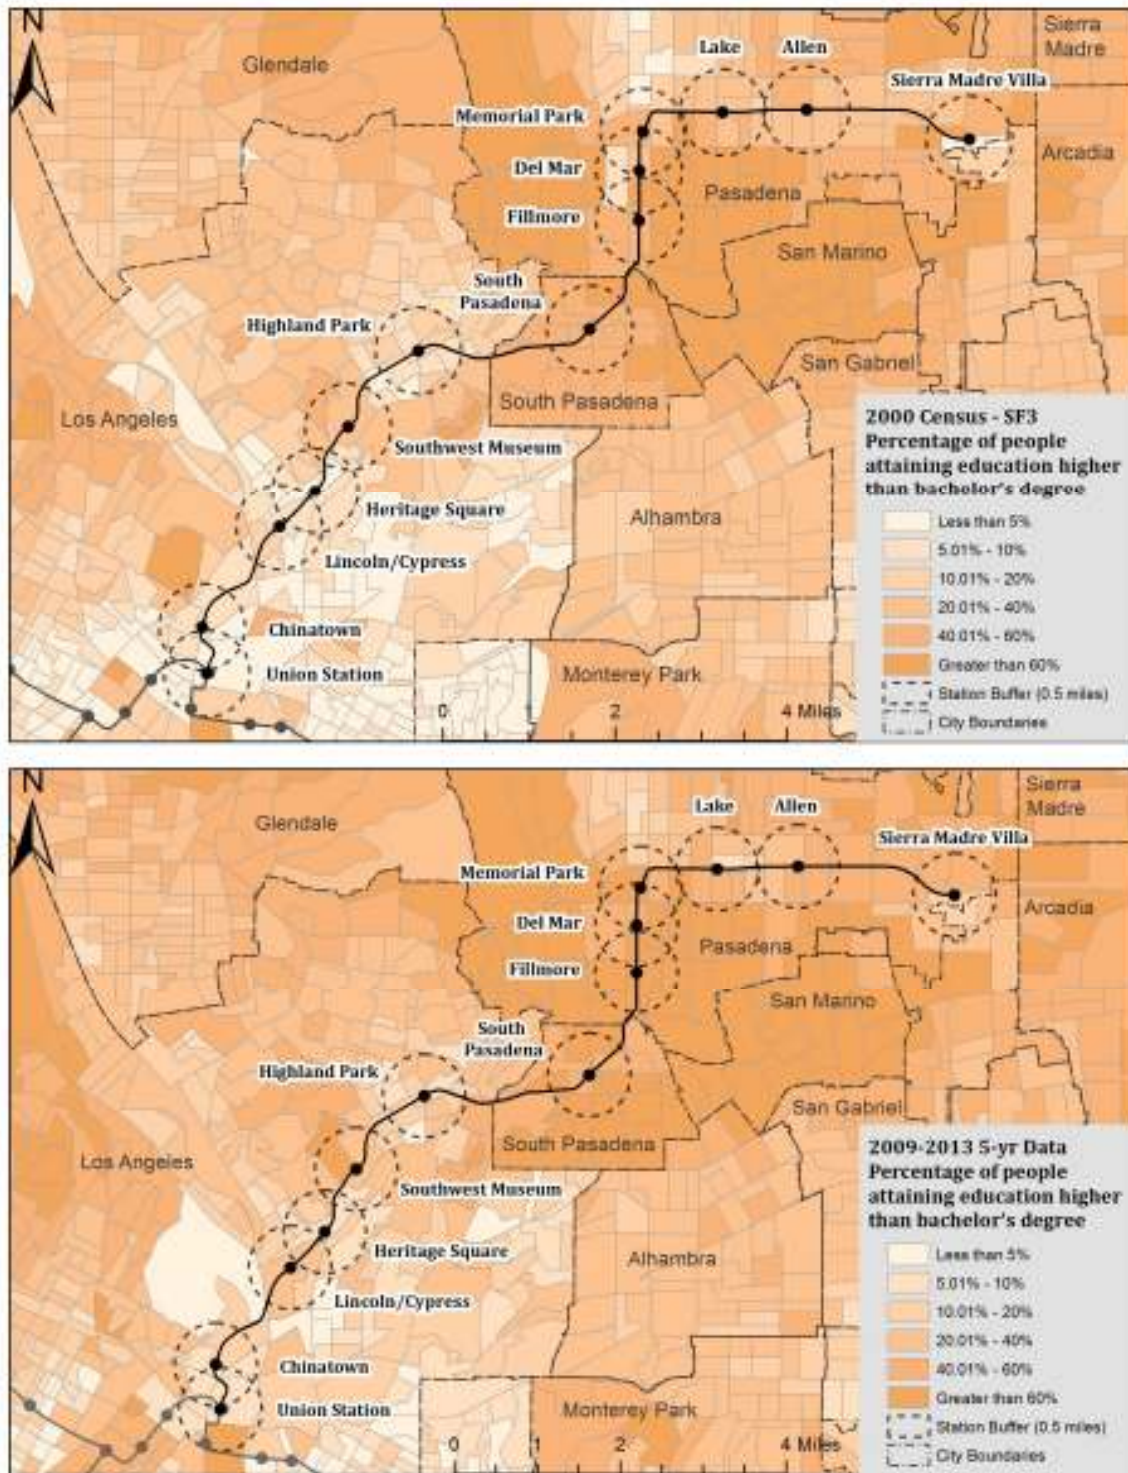 N
Glendale
Lake
Allen
Sierra
Madre
Sierra Madre Villa
Memorial Park
Arcadia
Del Mar
Pasadena
Fillmore
San Marino
South
Pasadena
Highland Park
San Gabriel
Los Angeles
South Pasadena
Southwest Museum
Heritage Square
Alhambra
Lincoln/Cypress
Chinatown
Union Station
Monterey Park
0 2 4 Miles
2000 Census - SF3
Percentage of people
attaining education higher
than bachelor's degree
Less than 5%
5.01% - 10%
10.01% - 20%
20.01% - 40%
40.01% - 60%
Greater than 60%
Station Buffer (0.5 miles)
City Boundaries
N
Glendale
Lake
Allen
Sierra
Madre
Sierra Madre Villa
Memorial Park
Arcadia
Del Mar
Pasadena
Fillmore
San Marino
South
Pasadena
Highland Park
San Gabriel
South Pasadena
Los Angeles
Southwest Museum
Heritage Square
Alhambra
Lincoln/Cypress
Chinatown
Union Station
Monterey Park
0 1 2 4 Miles
2009-2013 5-yr Data
Percentage of people
attaining education higher
than bachelor's degree
Less than 5%
5.01% - 10%
10.01% - 20%
20.01% - 40%
40.01% - 60%
Greater than 60%
Station Buffer (0.5 miles)
City Boundaries